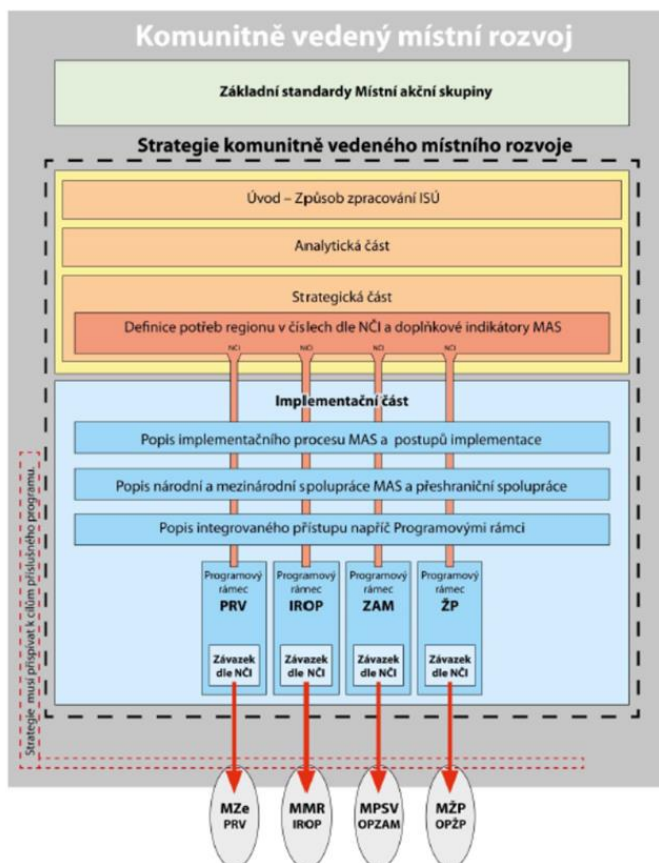 Komunitně vedený místní rozvoj
Základní standardy Místní akční skupiny
Strategie komunitně vedeného místního rozvoje
Úvod – Způsob zpracování ISÚ
Analytická část
Strategická část
Definice potřeb regionu v číslech dle NČI a doplňkové indikátory MAS
NČI NČI NČI NČI
Implementační část
Popis implementačního procesu MAS a postupů implementace
Popis národní a mezinárodní spolupráce MAS a přeshraniční spolupráce
Popis integrovaného přístupu napříč Programovými rámci
Programový
rámec
PRV
Závazek
dle NČI
Programový
rámec
IROP
Závazek
dle NČI
Programový
rámec
ZAM
Závazek
dle NČI
Programový
rámec
ŽP
Závazek
dle NČI
Strategie musí přispívat k cílům příslušného programu.
MZe
PRV
MMR
IROP
MPSV
OPZAM
MŽP
OPŽP